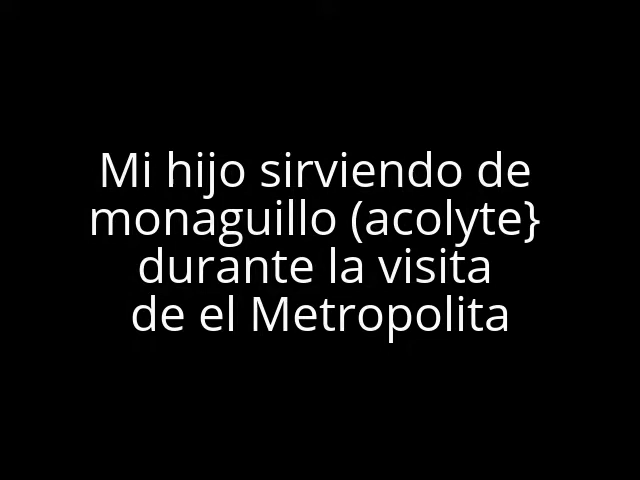 Mi hijo sirviendo de
monaguillo (acolyte}
durante la visita
de el Metropolita